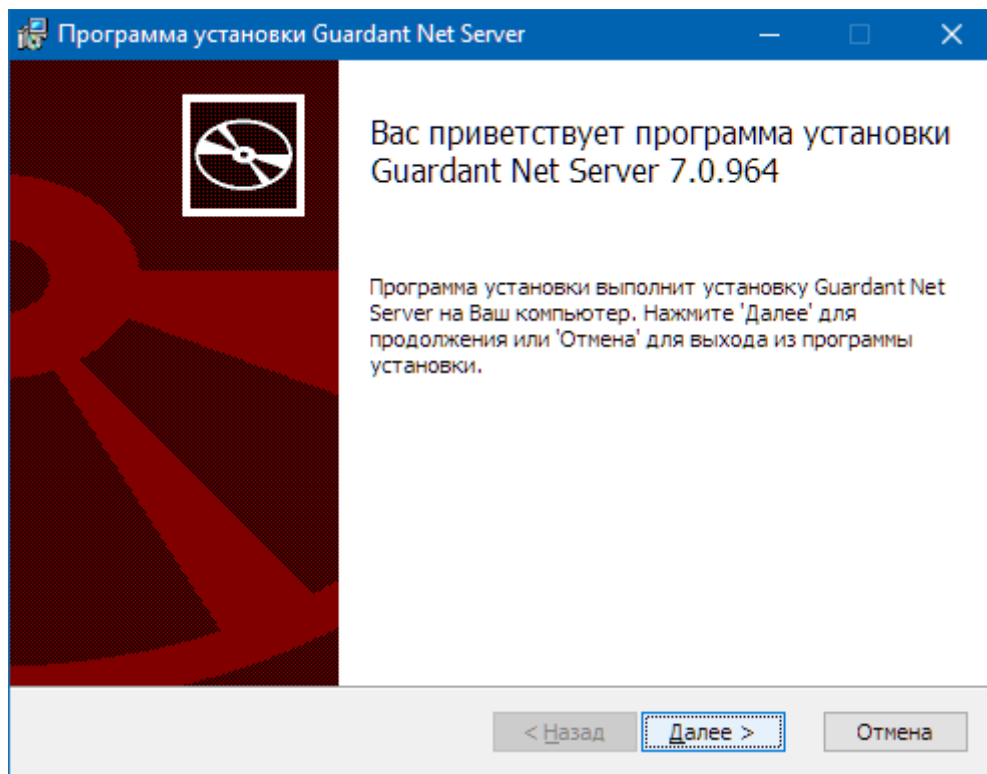 Программа установки Guardant Net Server
Вас приветствует программа установки
Guardant Net Server 7.0.964
Программа установки выполнит установку Guardant Net
Server на Ваш компьютер. Нажмите 'Далее' для
продолжения или 'Отмена' для выхода из программы
установки.
< Назад
Далее >
Отмена